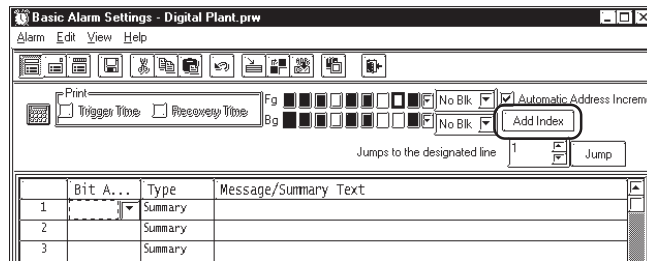 Basic Alarm Settings - Digital Plant.prw
Alarm Edit View Help
Print
Trigger Time Recovery Time
Fg No Blk Automatic Address Increm
Bg No Blk Add Index
Jumps to the designated line 1 Jump
Bit A... Type Message/Summary Text
1 Summary
2 Summary
3 Summary